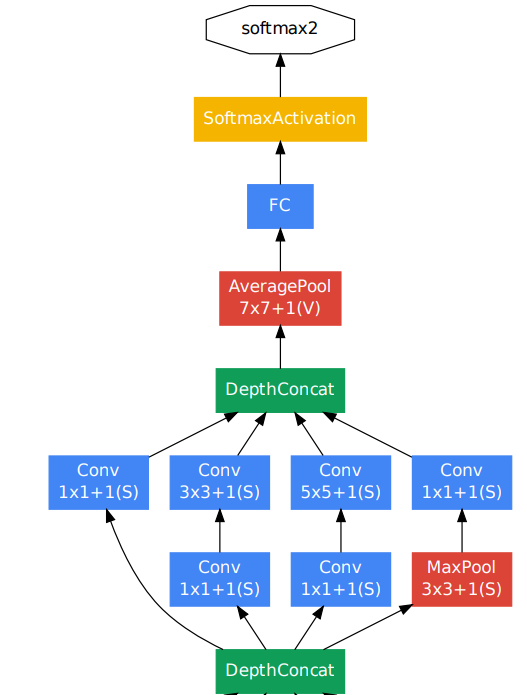 softmax2
SoftmaxActivation
FC
AveragePool
7x7+1(V)
DepthConcat
Conv
1x1+1(S)
Conv
3x3+1(S)
Conv
5x5+1(S)
Conv
1x1+1(S)
Conv
1x1+1(S)
Conv
1x1+1(S)
MaxPool
3x3+1(S)
DepthConcat